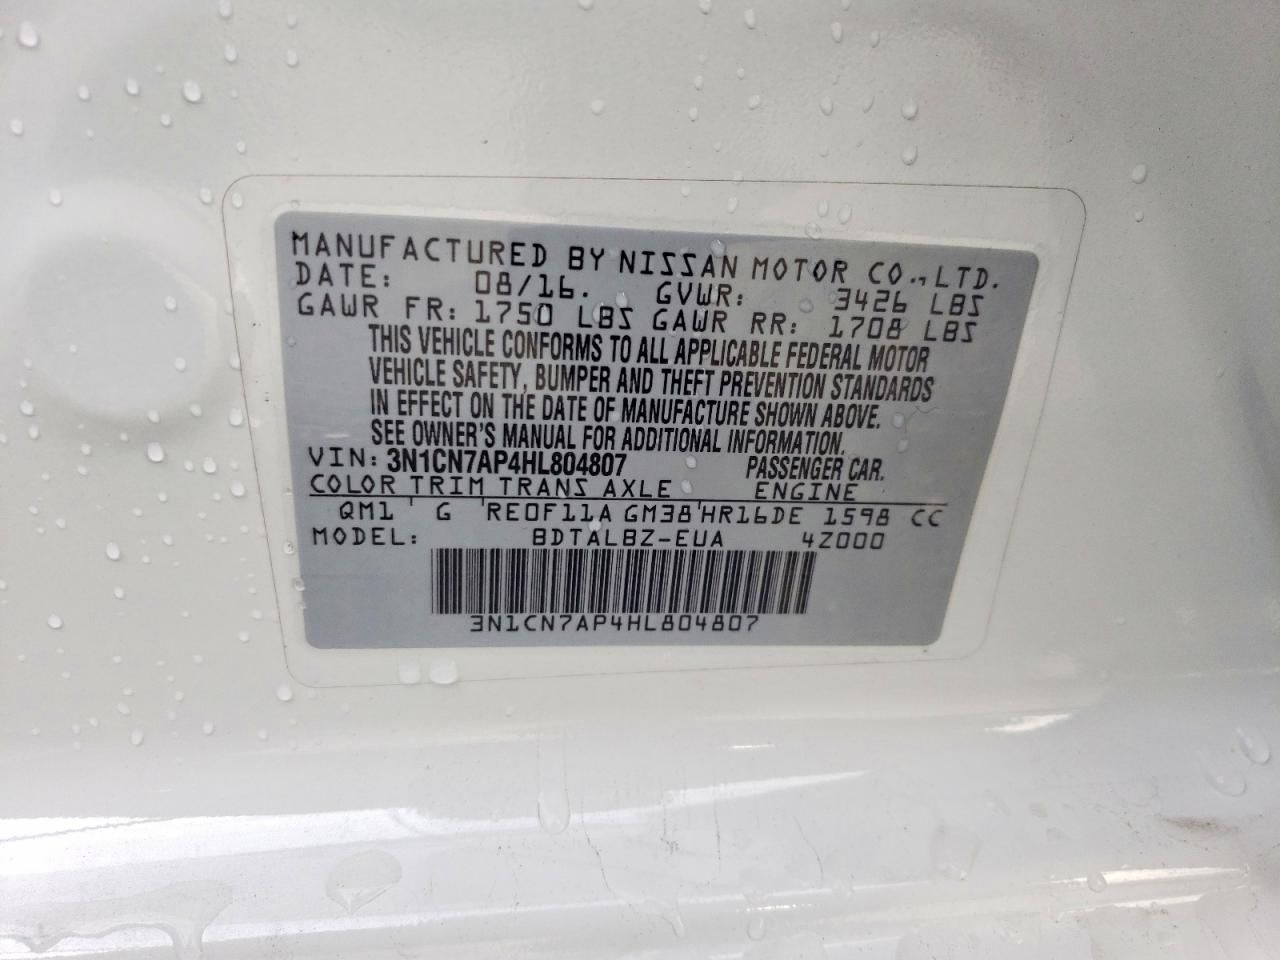 MANUFACTURED BY NISSAN MOTOR CO., LTD.
DATE: 08/16. GVWR: 3426 LBS
GAWR FR: 1750 LBS GAWR RR: 1708 LBS
THIS VEHICLE CONFORMS TO ALL APPLICABLE FEDERAL MOTOR
VEHICLE SAFETY, BUMPER AND THEFT PREVENTION STANDARDS
IN EFFECT ON THE DATE OF MANUFACTURE SHOWN ABOVE.
SEE OWNER'S MANUAL FOR ADDITIONAL INFORMATION.
VIN: 3N1CN7AP4HL804807 PASSENGER CAR.
COLOR TRIM TRANS AXLE ENGINE
QM1 G RE0F11A GM38 HR16DE 1598 CC
MODEL: BDTALBZ-EUA 4Z000
3N1CN7AP4HL804807